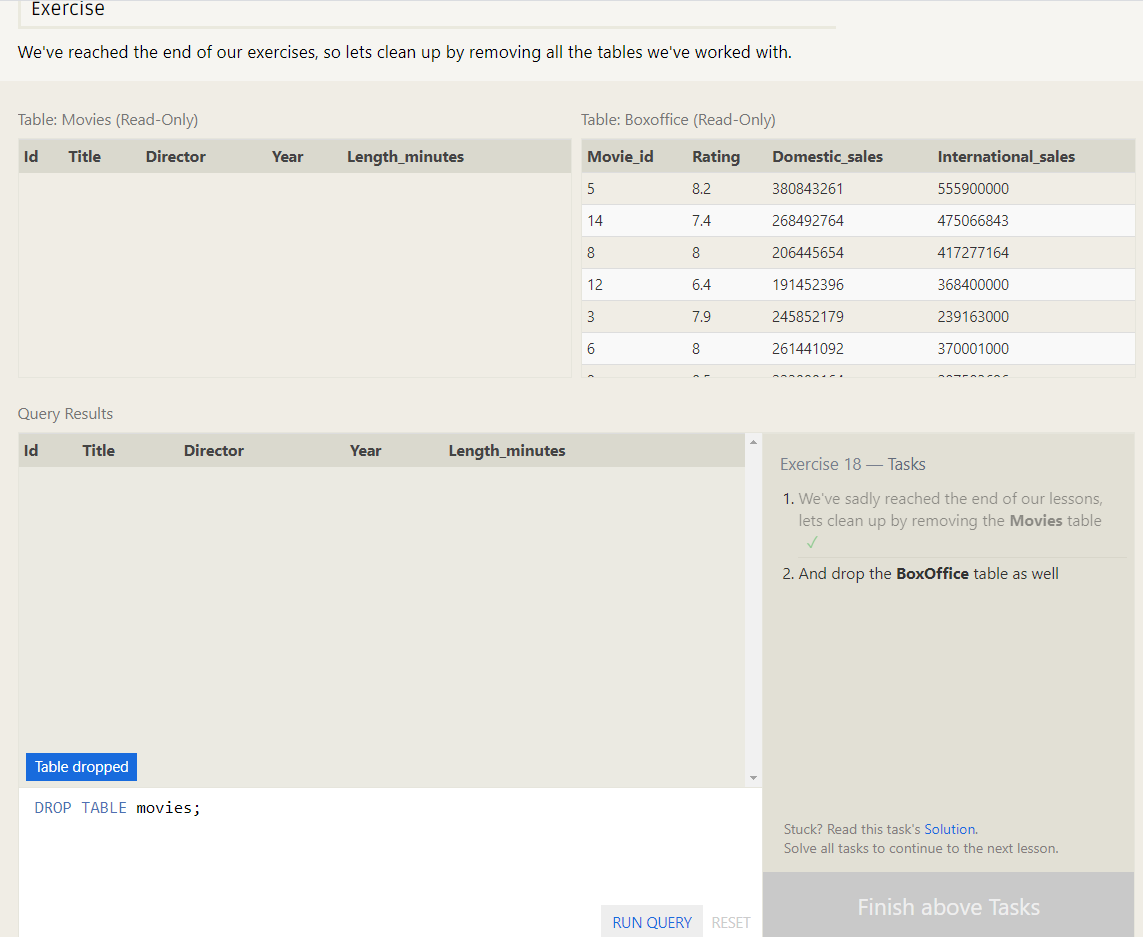 Exercise
We've reached the end of our exercises, so lets clean up by removing all the tables we've worked with.
Table: Movies (Read-Only)
Id Title Director Year Length_minutes
Table: Boxoffice (Read-Only)
Movie_id Rating Domestic_sales International_sales
5 8.2 380843261 555900000
14 7.4 268492764 475066843
8 8 206445654 417277164
12 6.4 191452396 368400000
3 7.9 245852179 239163000
6 8 261441092 370001000
Query Results
Id Title Director Year Length_minutes
Table dropped
DROP TABLE movies;
RUN QUERY RESET
Exercise 18 — Tasks
1. We've sadly reached the end of our lessons,
lets clean up by removing the Movies table
✓
2. And drop the BoxOffice table as well
Stuck? Read this task's Solution.
Solve all tasks to continue to the next lesson.
Finish above Tasks